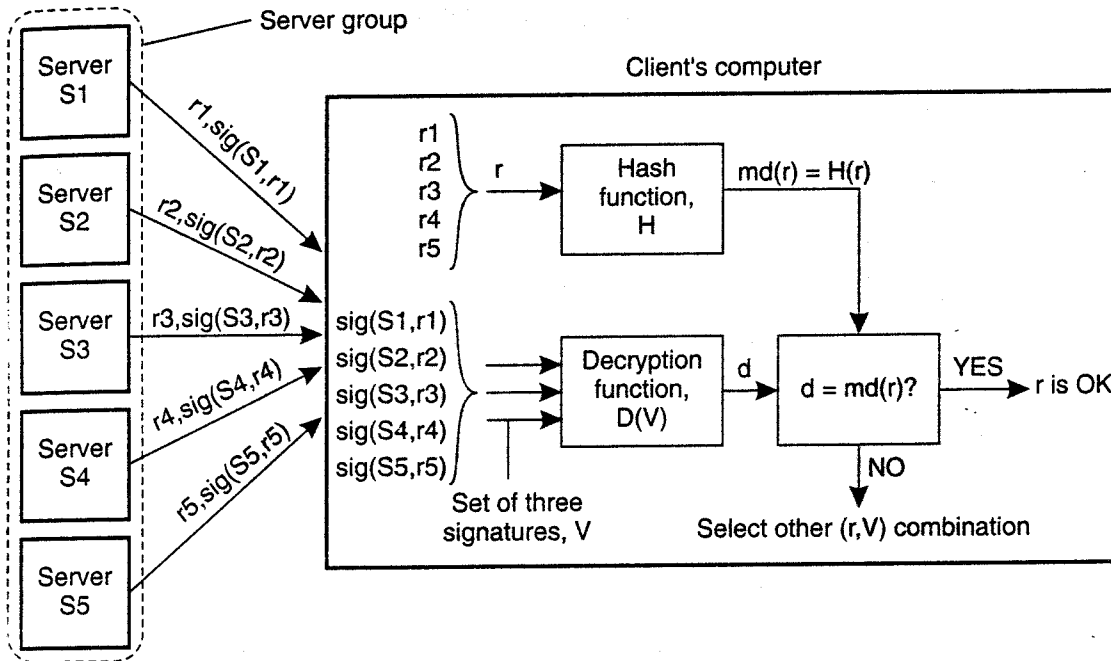 Server group
Server
S1
Server
S2
Server
S3
Server
S4
Server
S5
r1,sig(S1,r1)
r2,sig(S2,r2)
r3,sig(S3,r3)
r4,sig(S4,r4)
r5,sig(S5,r5)
Client's computer
r1
r2
r3
r4
r5
r
Hash
function,
H
md(r) = H(r)
sig(S1,r1)
sig(S2,r2)
sig(S3,r3)
sig(S4,r4)
sig(S5,r5)
Set of three
signatures, V
Decryption
function,
D(V)
d
d = md(r)?
YES
r is OK
NO
Select other (r,V) combination